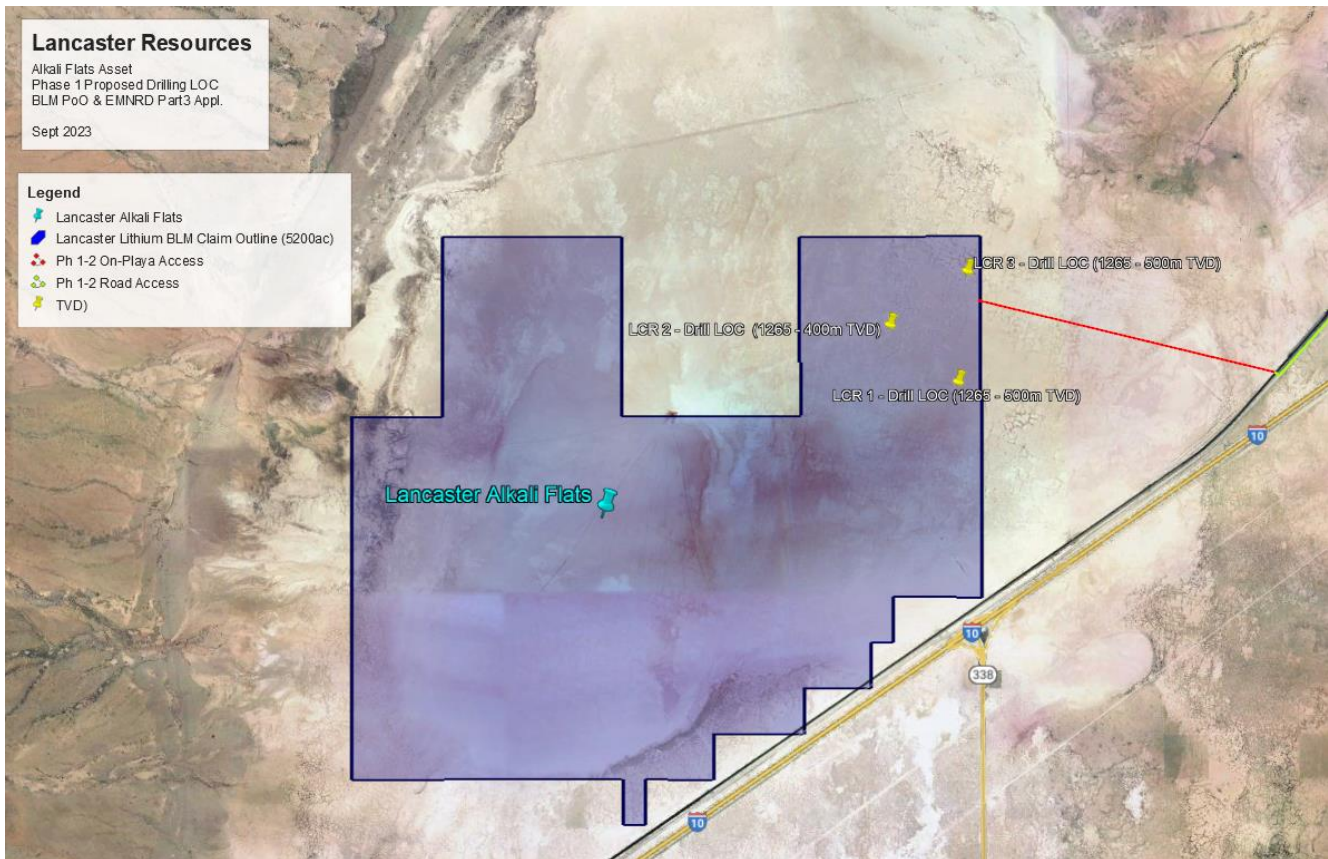 Lancaster Resources
Alkali Flats Asset
Phase 1 Proposed Drilling LOC
BLM PoO & EMNRD Part3 Appl.
Sept 2023
Legend
Lancaster Alkali Flats
Lancaster Lithium BLM Claim Outline (5200ac)
Ph 1-2 On-Playa Access
Ph 1-2 Road Access
TVD)
LCR 3 - Drill LOC (1265 - 500m TVD)
LCR 2 - Drill LOC (1265 - 400m TVD)
LCR 1 - Drill LOC (1265 - 500m TVD)
10
Lancaster Alkali Flats
10
338
10